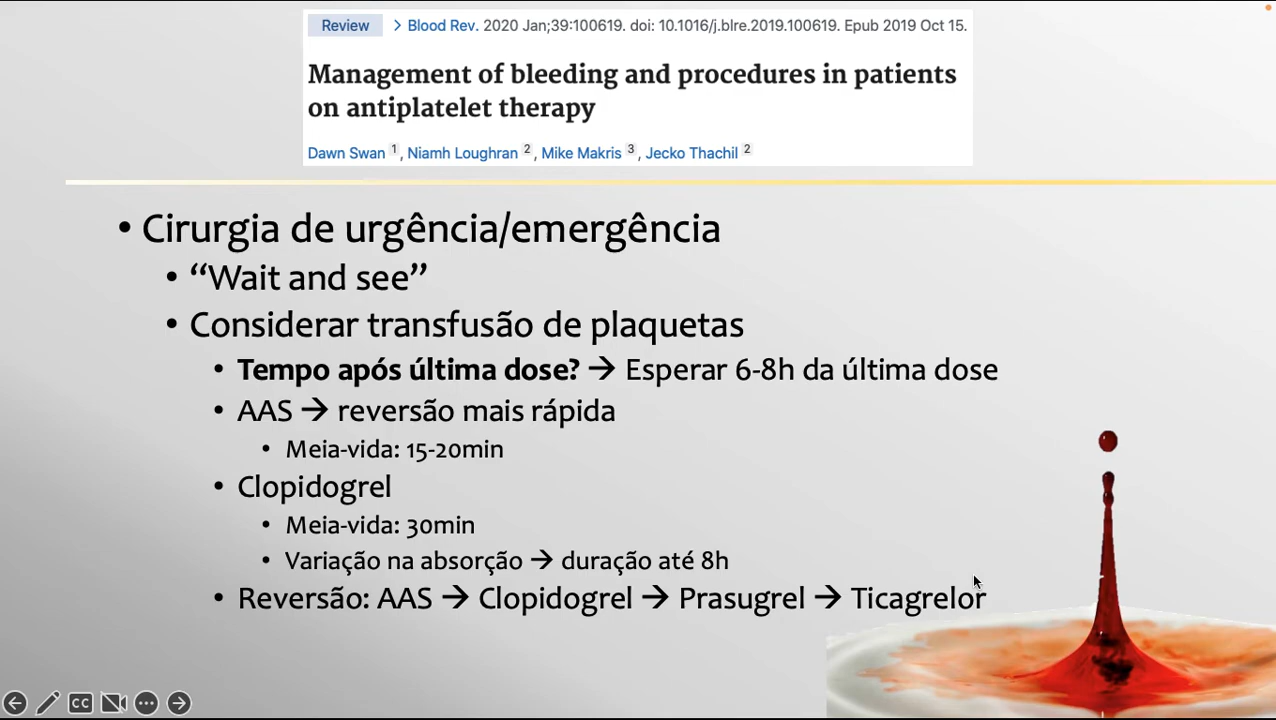 Review > Blood Rev. 2020 Jan;39:100619. doi: 10.1016/j.blre.2019.100619. Epub 2019 Oct 15.
Management of bleeding and procedures in patients
on antiplatelet therapy
Dawn Swan 1, Niamh Loughran 2, Mike Makris 3, Jecko Thachil 2
• Cirurgia de urgência/emergência
• “Wait and see”
• Considerar transfusão de plaquetas
• Tempo após última dose? → Esperar 6-8h da última dose
• AAS → reversão mais rápida
• Meia-vida: 15-20min
• Clopidogrel
• Meia-vida: 30min
• Variação na absorção → duração até 8h
• Reversão: AAS → Clopidogrel → Prasugrel → Ticagrelor
CC